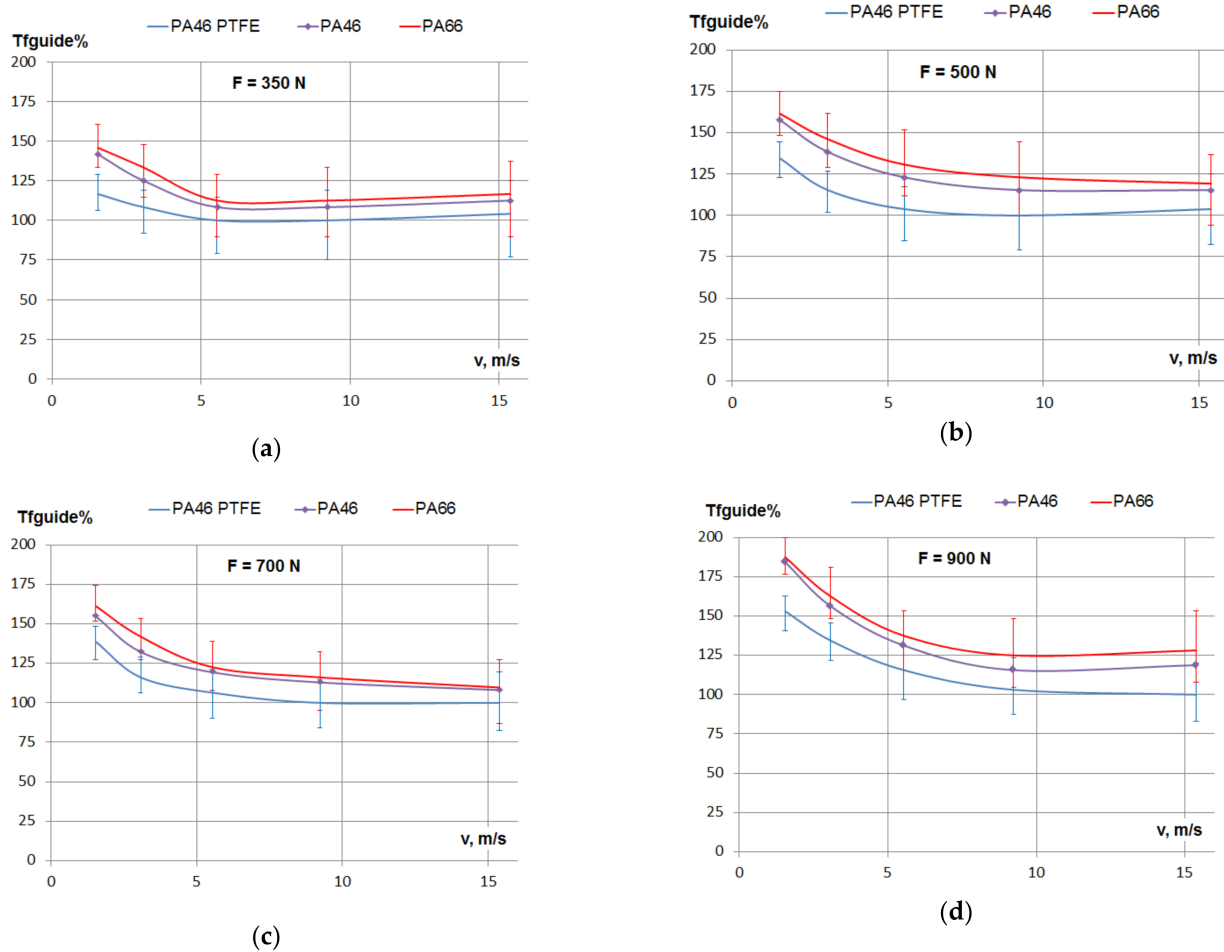 PA46 PTFE PA46 PA66
Tfguide%
F = 350 N
200
175
150
125
100
75
50
25
0
v, m/s
0 5 10 15
(a)
PA46 PTFE PA46 PA66
Tfguide%
F = 500 N
200
175
150
125
100
75
50
25
0
v, m/s
0 5 10 15
(b)
PA46 PTFE PA46 PA66
Tfguide%
F = 700 N
200
175
150
125
100
75
50
25
0
v, m/s
0 5 10 15
(c)
PA46 PTFE PA46 PA66
Tfguide%
F = 900 N
200
175
150
125
100
75
50
25
0
v, m/s
0 5 10 15
(d)